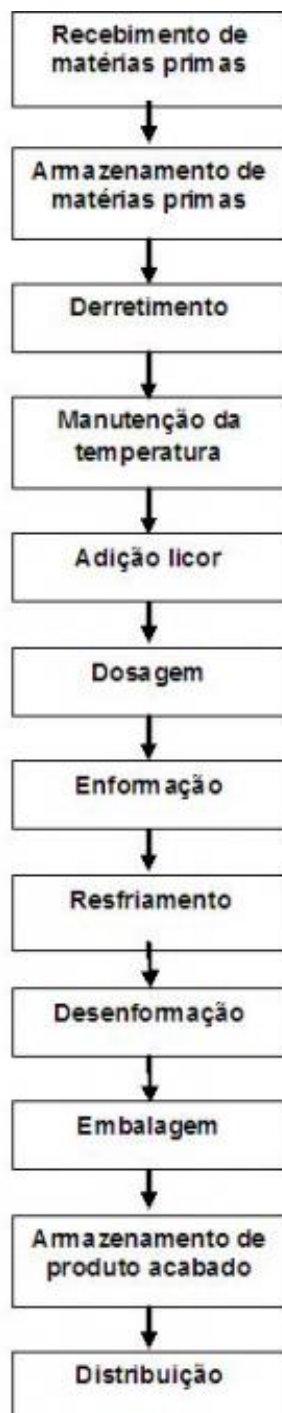 Recebimento de
matérias primas
Armazenamento de
matérias primas
Derretimento
Manutenção da
temperatura
Adição licor
Dosagem
Enformação
Resfriamento
Desenformação
Embalagem
Armazenamento de
produto acabado
Distribuição